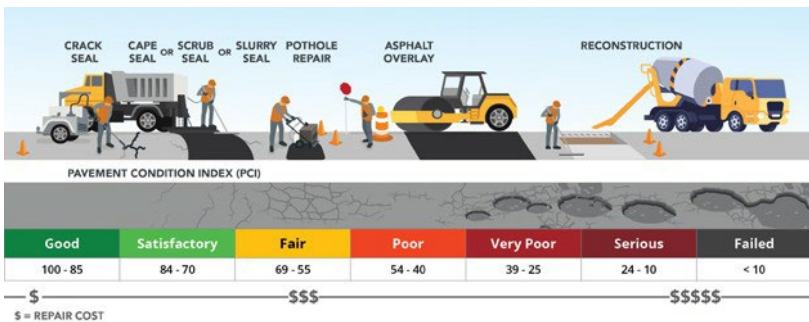 CRACK SEAL
CAPE SEAL OR SCRUB SEAL OR SLURRY SEAL
POTHOLE REPAIR
ASPHALT OVERLAY
RECONSTRUCTION
PAVEMENT CONDITION INDEX (PCI)
Good Satisfactory Fair Poor Very Poor Serious Failed
100 - 85 84 - 70 69 - 55 54 - 40 39 - 25 24 - 10 < 10
$ $$$ $$$$$
$ = REPAIR COST